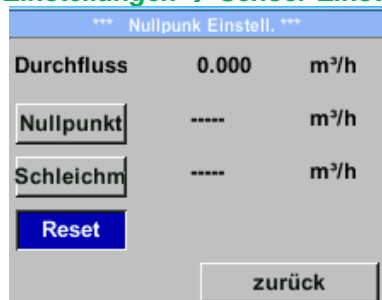 *** Nullpunk Einstell. ***
Durchfluss 0.000 m³/h
Nullpunkt ----- m³/h
Schleichm ----- m³/h
Reset
zurück